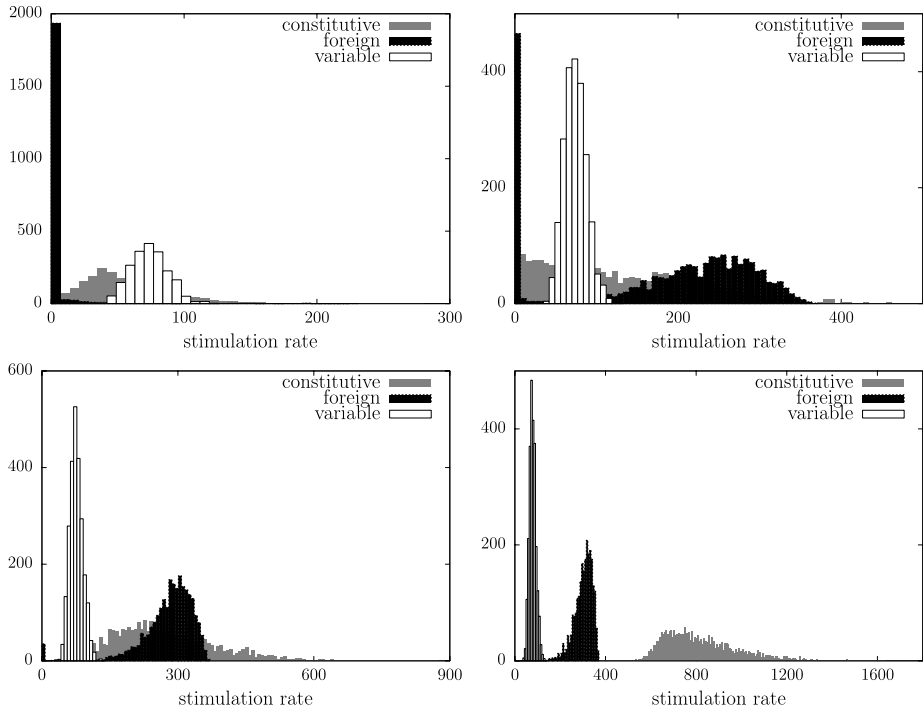 2000
1500
1000
500
0
0
100
200
300
constitutive
foreign
variable
stimulation rate
400
200
0
0
200
400
constitutive
foreign
variable
stimulation rate
600
400
200
0
0
300
600
900
constitutive
foreign
variable
stimulation rate
400
200
0
0
400
800
1200
1600
constitutive
foreign
variable
stimulation rate